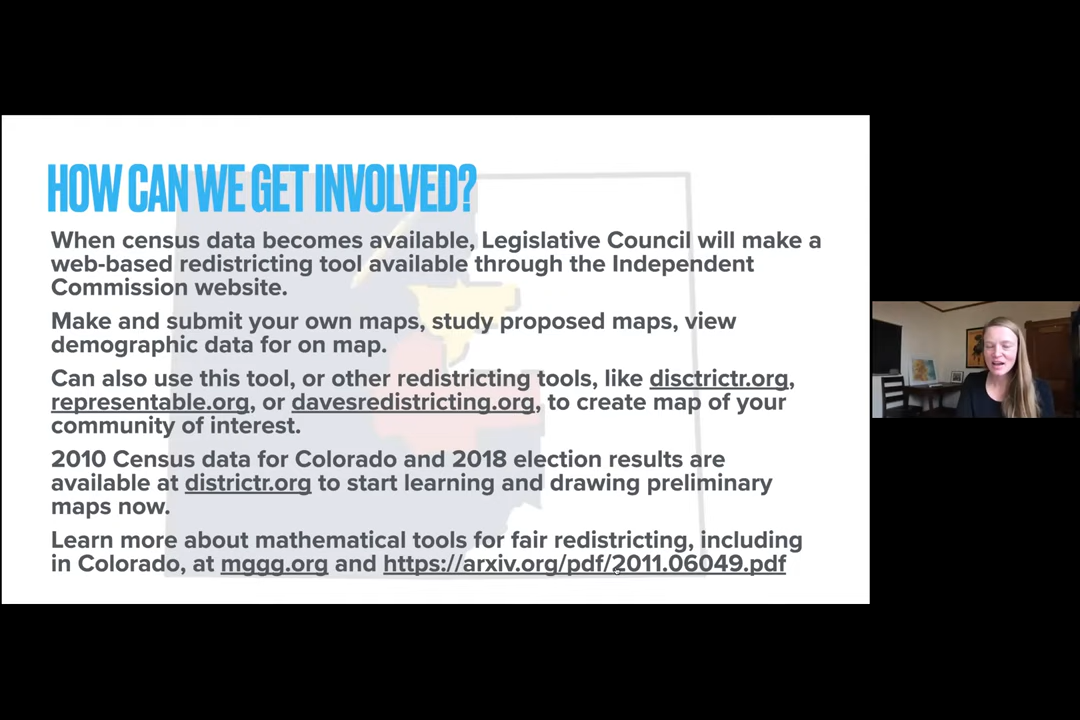 HOW CAN WE GET INVOLVED?
When census data becomes available, Legislative Council will make a
web-based redistricting tool available through the Independent
Commission website.
Make and submit your own maps, study proposed maps, view
demographic data for on map.
Can also use this tool, or other redistricting tools, like disctrictr.org,
representable.org, or davesredistricting.org, to create map of your
community of interest.
2010 Census data for Colorado and 2018 election results are
available at districtr.org to start learning and drawing preliminary
maps now.
Learn more about mathematical tools for fair redistricting, including
in Colorado, at mggg.org and https://arxiv.org/pdf/2011.06049.pdf